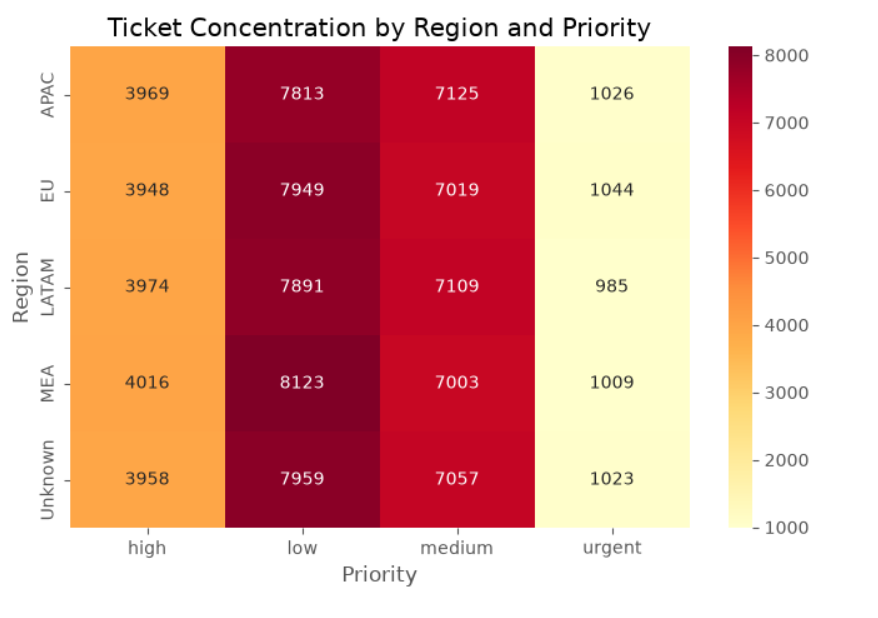 Ticket Concentration by Region and Priority
Region
APAC 3969 7813 7125 1026
EU 3948 7949 7019 1044
LATAM 3974 7891 7109 985
MEA 4016 8123 7003 1009
Unknown 3958 7959 7057 1023
high low medium urgent
Priority
8000
7000
6000
5000
4000
3000
2000
1000